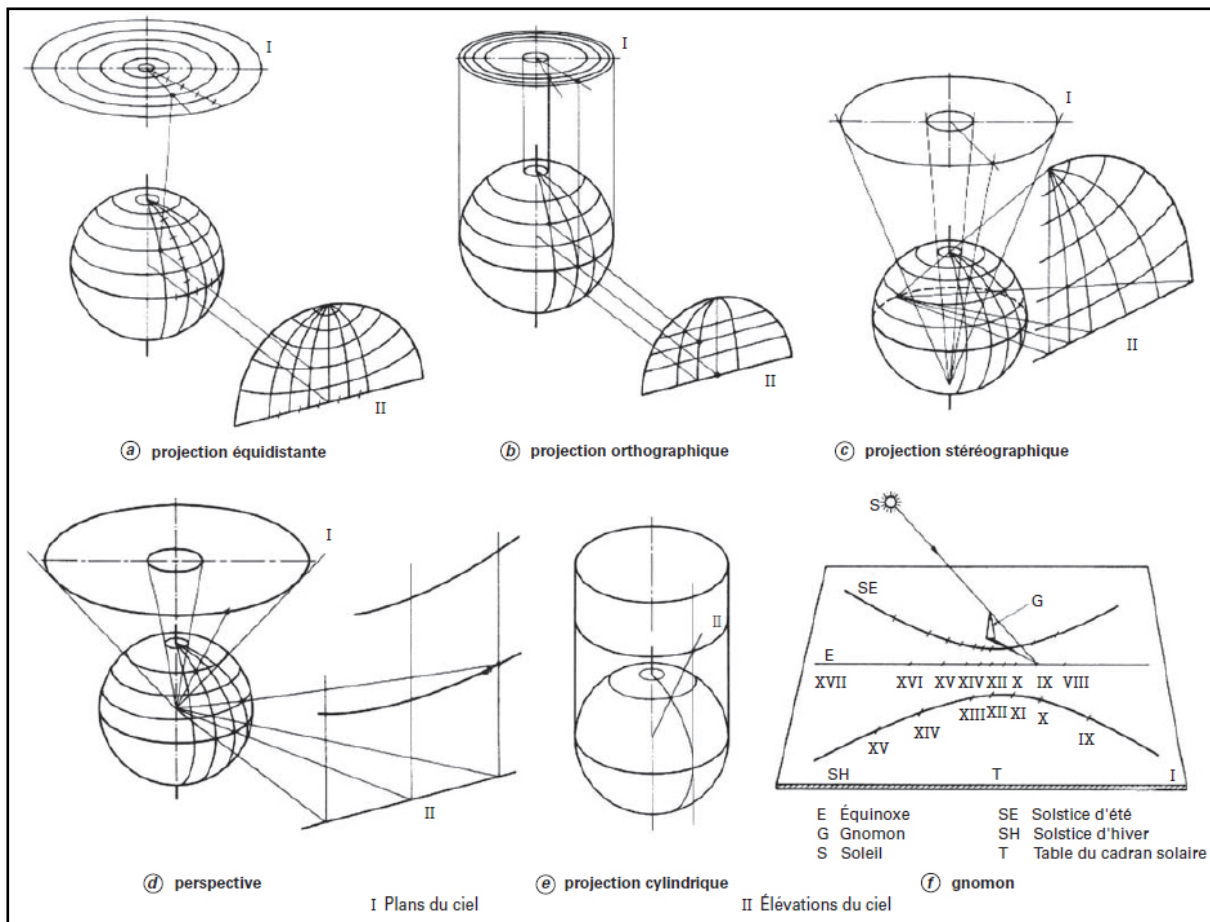 I
II
ⓐ projection équidistante
I
II
ⓑ projection orthographique
I
II
ⓒ projection stéréographique
I
II
ⓓ perspective
II
ⓔ projection cylindrique
S
SE
G
E
XVII XVI XV XIV XII X IX VIII
XV XIV XIII XII XI X IX
SH T I
E Équinoxe SE Solstice d'été
G Gnomon SH Solstice d'hiver
S Soleil T Table du cadran solaire
ⓕ gnomon
I Plans du ciel II Élévations du ciel